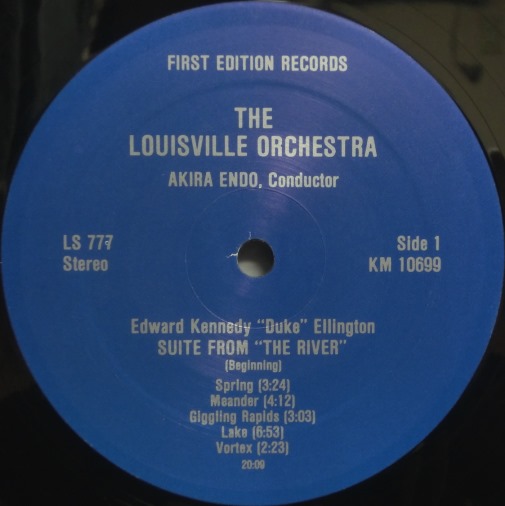 FIRST EDITION RECORDS
THE
LOUISVILLE ORCHESTRA
AKIRA ENDO, Conductor
LS 777
Stereo
Side 1
KM 10699
Edward Kennedy "Duke" Ellington
SUITE FROM "THE RIVER"
(Beginning)
Spring (3:24)
Meander (4:12)
Giggling Rapids (3:03)
Lake (6:53)
Vortex (2:23)
20:09